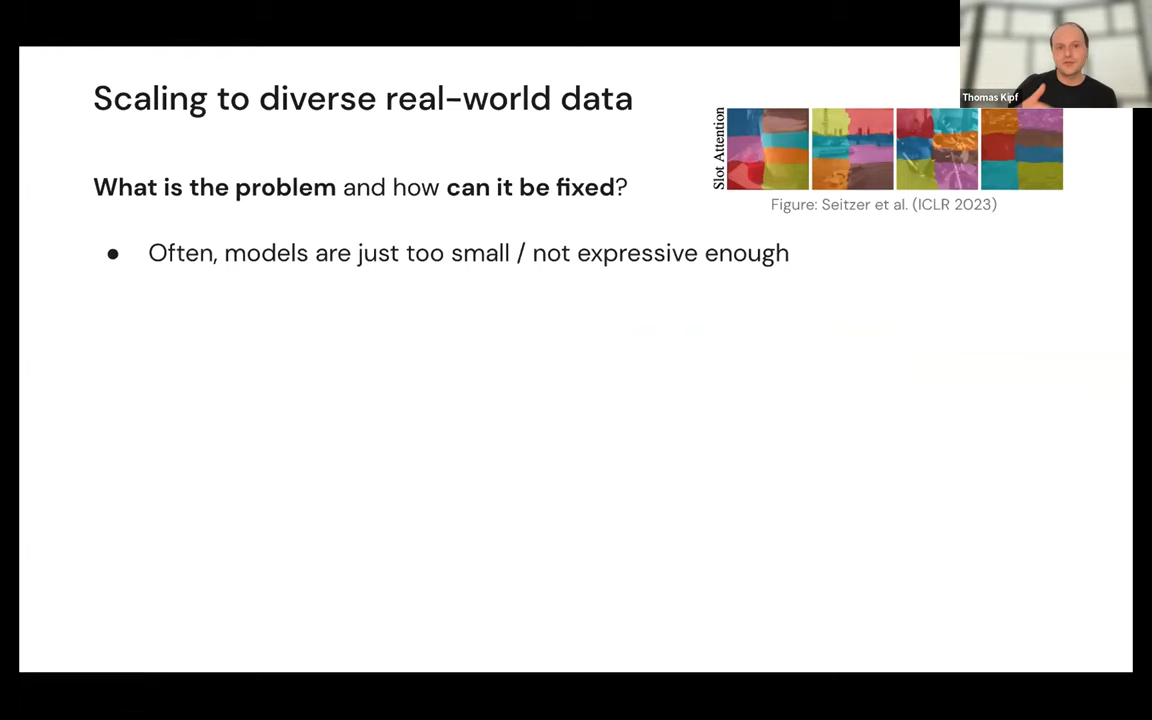 Scaling to diverse real-world data
Thomas Kipf
Slot Attention
Figure: Seitzer et al. (ICLR 2023)
What is the problem and how can it be fixed?
● Often, models are just too small / not expressive enough